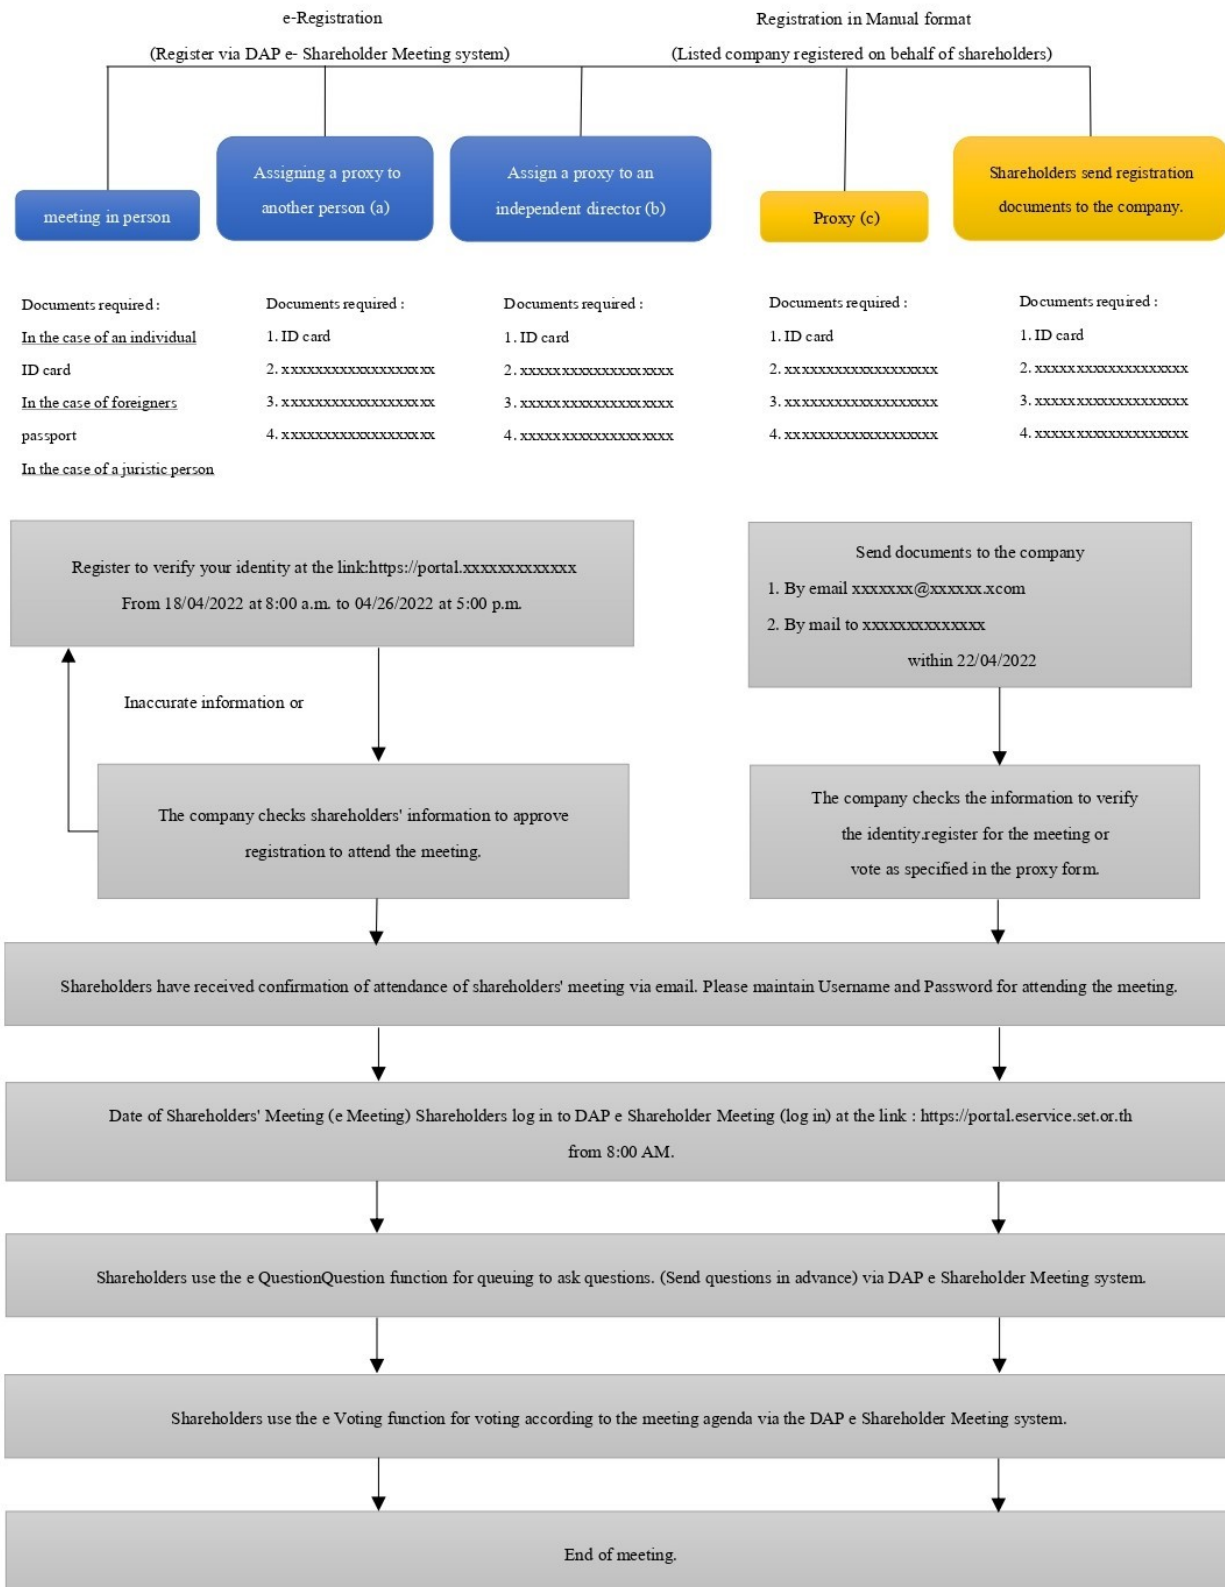 e-Registration
(Register via DAP e- Shareholder Meeting system)
Registration in Manual format
(Listed company registered on behalf of shareholders)
meeting in person
Assigning a proxy to
another person (a)
Assign a proxy to an
independent director (b)
Proxy (c)
Shareholders send registration
documents to the company.
Documents required :
In the case of an individual
ID card
In the case of foreigners
passport
In the case of a juristic person
Documents required :
1. ID card
2. xxxxxxxxxxxxxxxxxxx
3. xxxxxxxxxxxxxxxxxxx
4. xxxxxxxxxxxxxxxxxxx
Documents required :
1. ID card
2. xxxxxxxxxxxxxxxxxxx
3. xxxxxxxxxxxxxxxxxxx
4. xxxxxxxxxxxxxxxxxxx
Documents required :
1. ID card
2. xxxxxxxxxxxxxxxxxxx
3. xxxxxxxxxxxxxxxxxxx
4. xxxxxxxxxxxxxxxxxxx
Documents required :
1. ID card
2. xxxxxxxxxxxxxxxxxxx
3. xxxxxxxxxxxxxxxxxxx
4. xxxxxxxxxxxxxxxxxxx
Register to verify your identity at the link:https://portal.xxxxxxxxxxxxx
From 18/04/2022 at 8:00 a.m. to 04/26/2022 at 5:00 p.m.
Send documents to the company
1. By email xxxxxxx@xxxxxx.xcom
2. By mail to xxxxxxxxxxxxxx
within 22/04/2022
Inaccurate information or
The company checks shareholders' information to approve
registration to attend the meeting.
The company checks the information to verify
the identity.register for the meeting or
vote as specified in the proxy form.
Shareholders have received confirmation of attendance of shareholders' meeting via email. Please maintain Username and Password for attending the meeting.
Date of Shareholders' Meeting (e Meeting) Shareholders log in to DAP e Shareholder Meeting (log in) at the link : https://portal.eservice.set.or.th
from 8:00 AM.
Shareholders use the e QuestionQuestion function for queuing to ask questions. (Send questions in advance) via DAP e Shareholder Meeting system.
Shareholders use the e Voting function for voting according to the meeting agenda via the DAP e Shareholder Meeting system.
End of meeting.